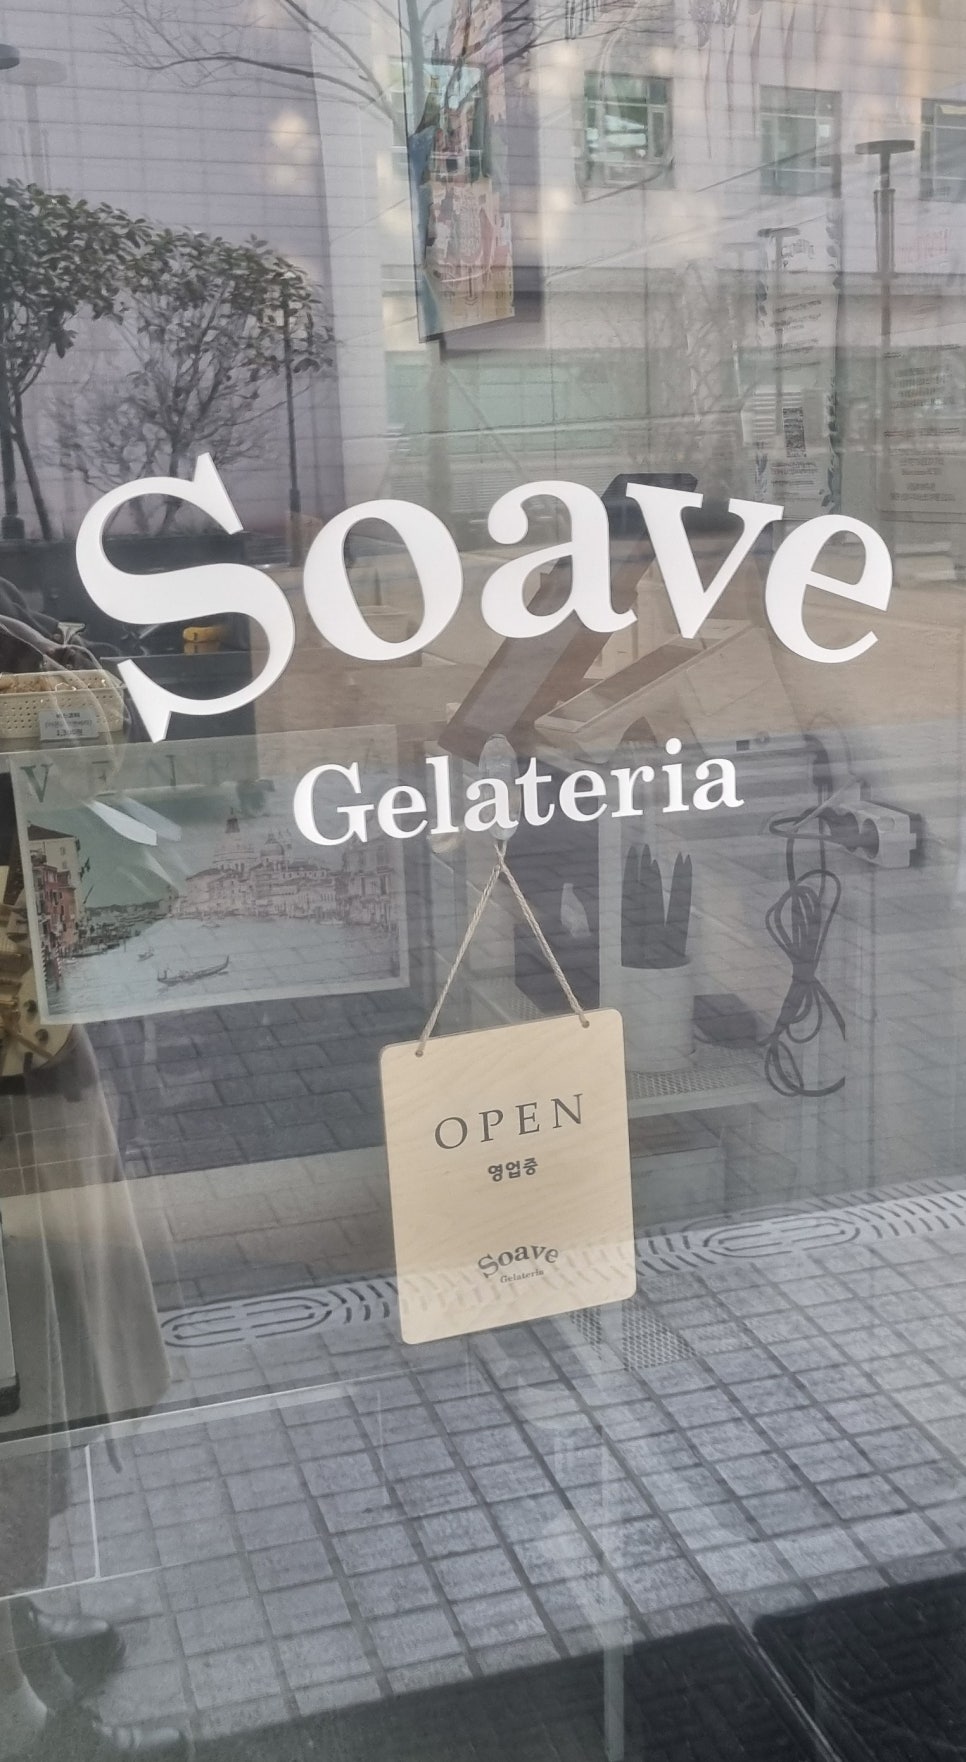 Soave
Gelateria
OPEN
영업중
Soave
Gelateria